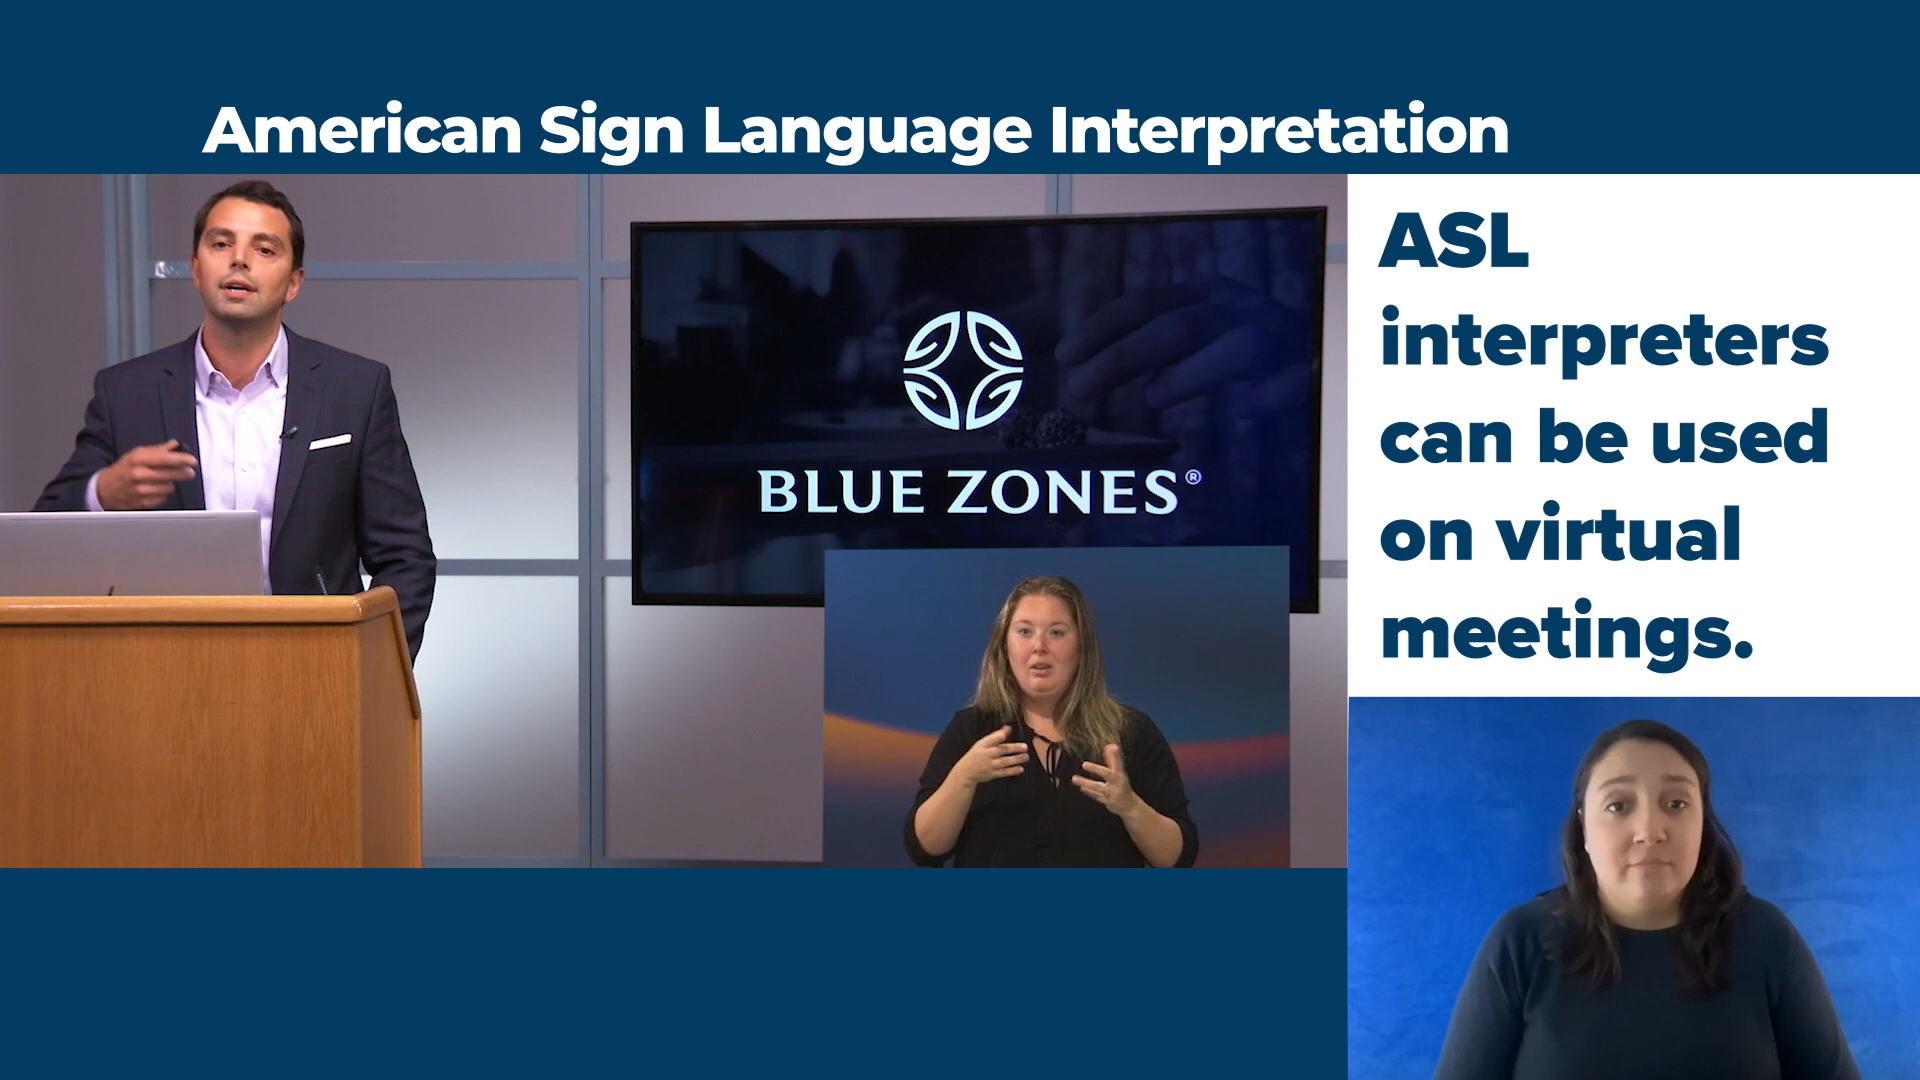 American Sign Language Interpretation
BLUE ZONES®
ASL
interpreters
can be used
on virtual
meetings.